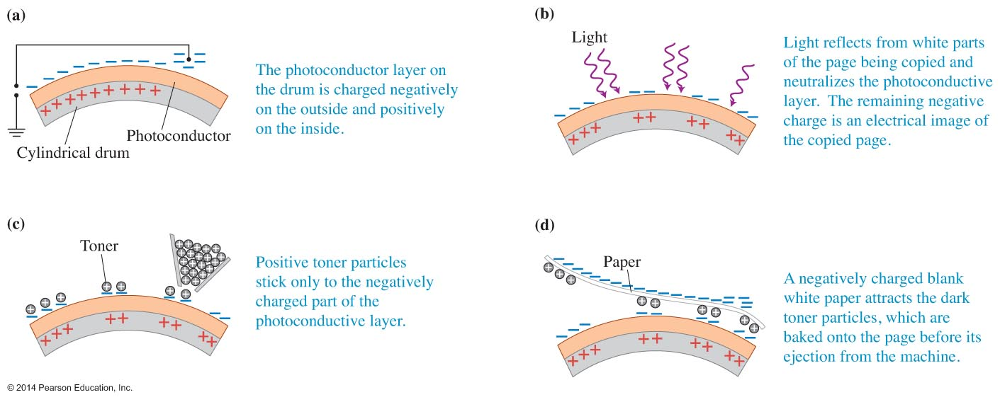 (a)
The photoconductor layer on
the drum is charged negatively
on the outside and positively
on the inside.
Photoconductor
Cylindrical drum
(b)
Light
Light reflects from white parts
of the page being copied and
neutralizes the photoconductive
layer. The remaining negative
charge is an electrical image of
the copied page.
(c)
Toner
Positive toner particles
stick only to the negatively
charged part of the
photoconductive layer.
(d)
Paper
A negatively charged blank
white paper attracts the dark
toner particles, which are
baked onto the page before its
ejection from the machine.
© 2014 Pearson Education, Inc.